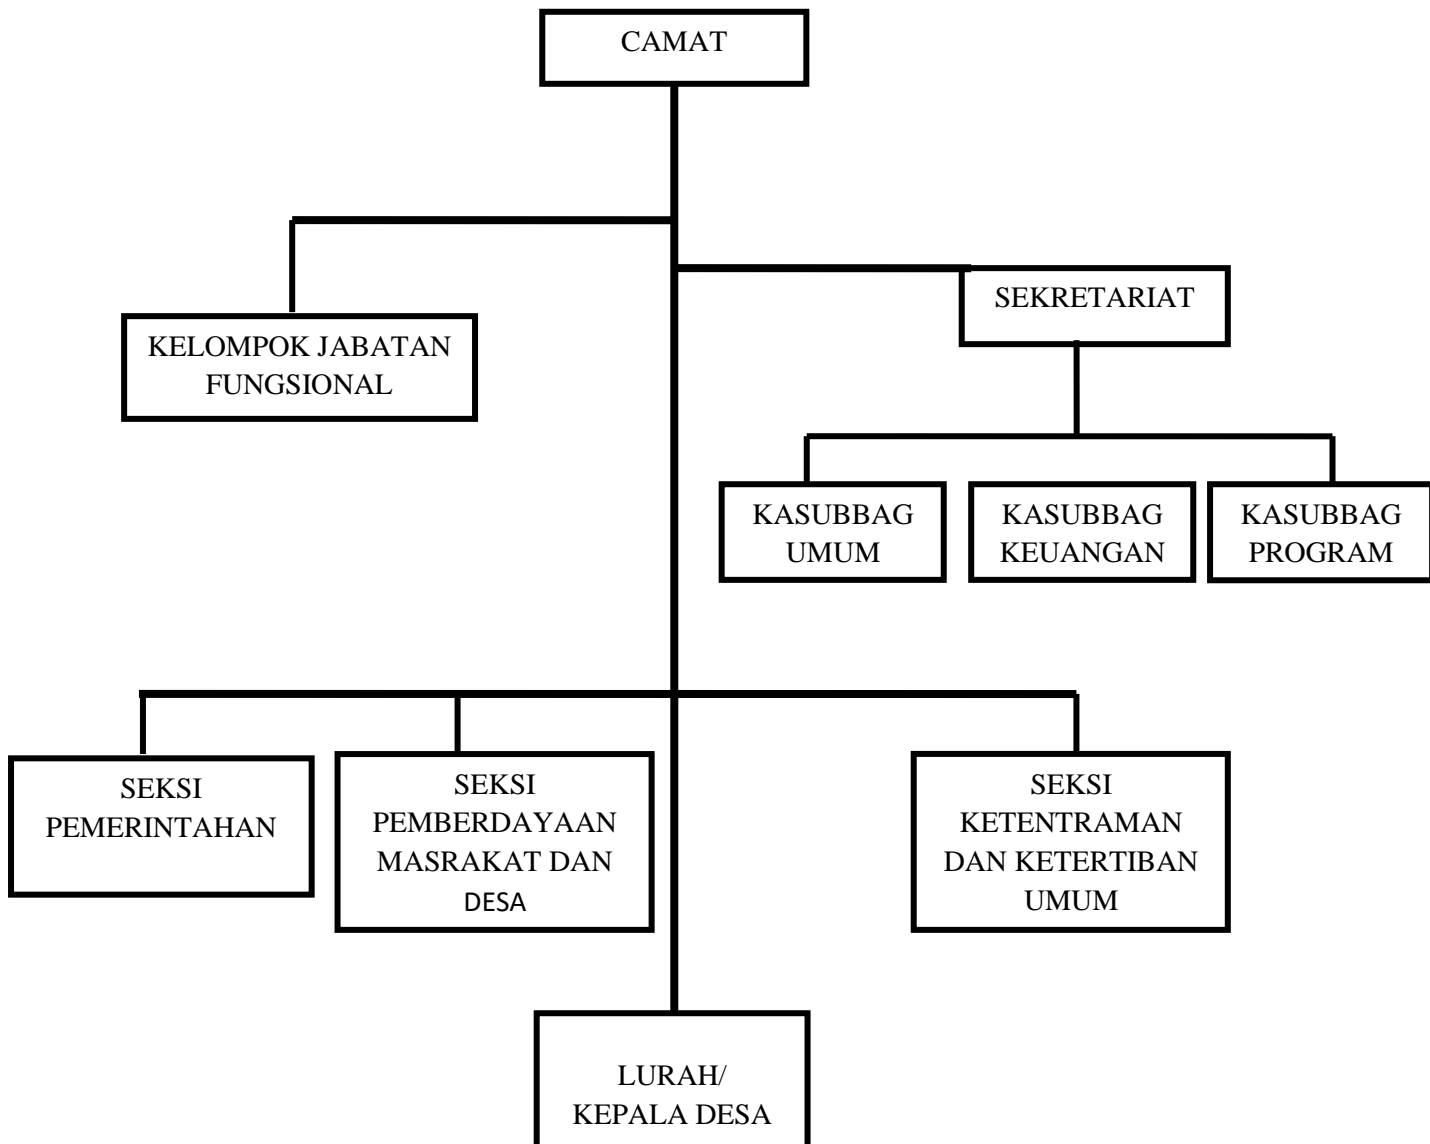 CAMAT
SEKRETARIAT
KELOMPOK JABATAN
FUNGSIONAL
KASUBBAG
UMUM
KASUBBAG
KEUANGAN
KASUBBAG
PROGRAM
SEKSI
PEMERINTAHAN
SEKSI
PEMBERDAYAAN
MASRAKAT DAN
DESA
SEKSI
KETENTRAMAN
DAN KETERTIBAN
UMUM
LURAH/
KEPALA DESA